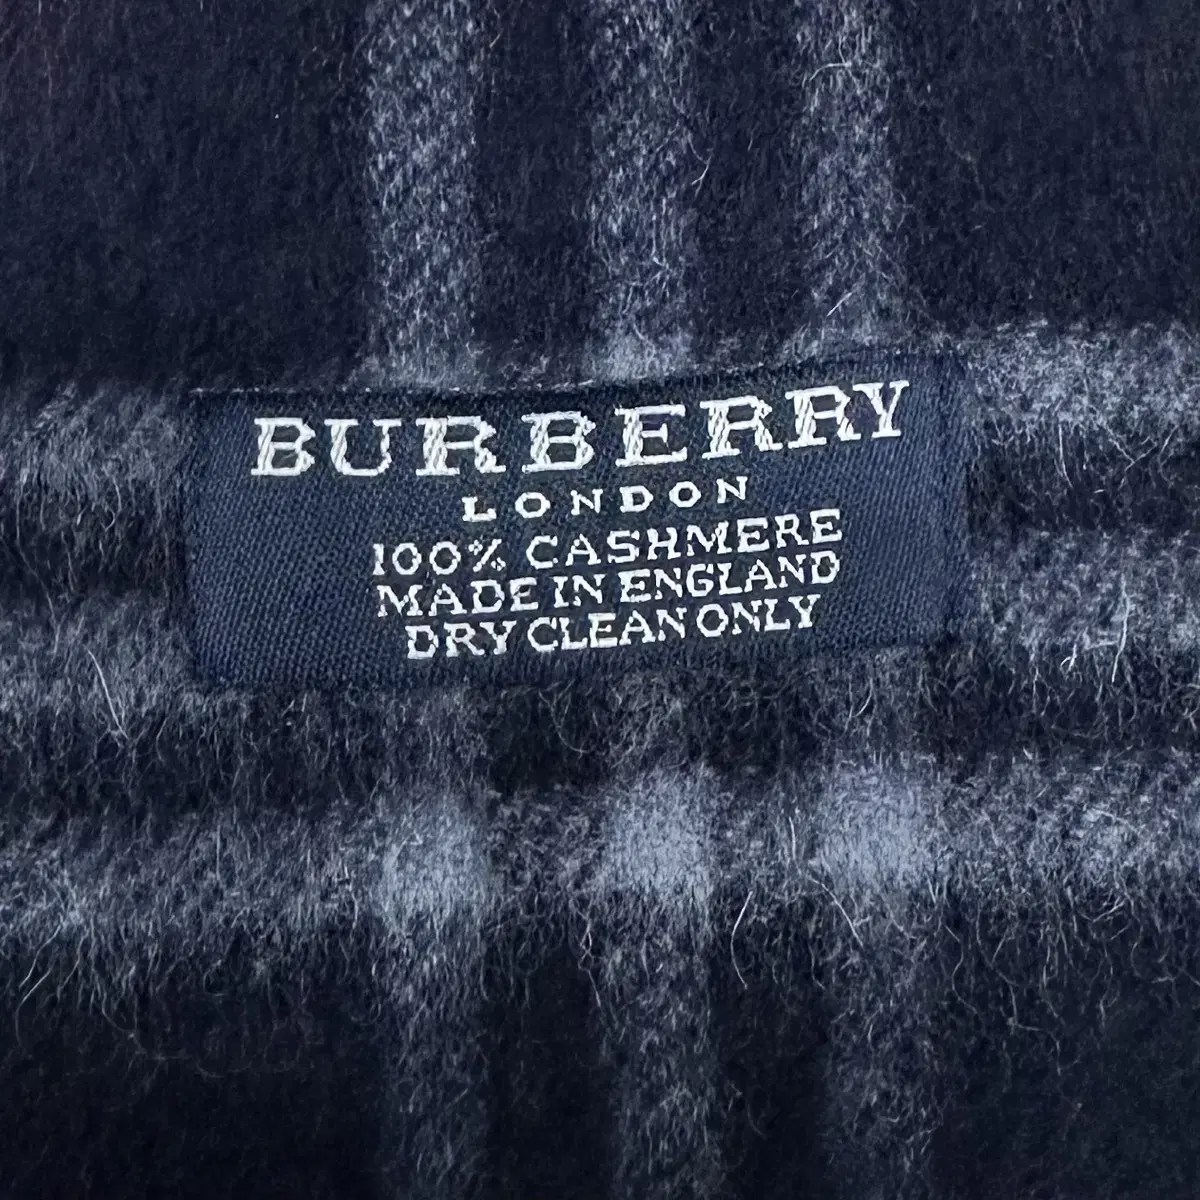 BURBERRY
LONDON
100% CASHMERE
MADE IN ENGLAND
DRY CLEAN ONLY